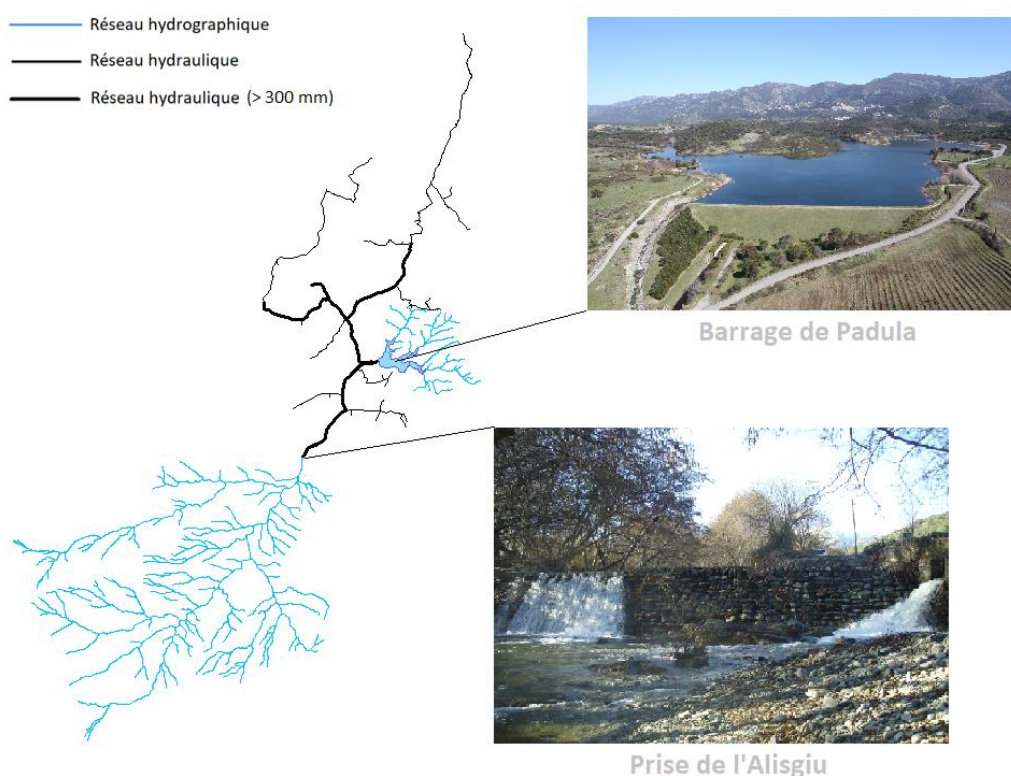 Réseau hydrographique
Réseau hydraulique
Réseau hydraulique (> 300 mm)
Barrage de Padula
Prise de l'Alisgiu